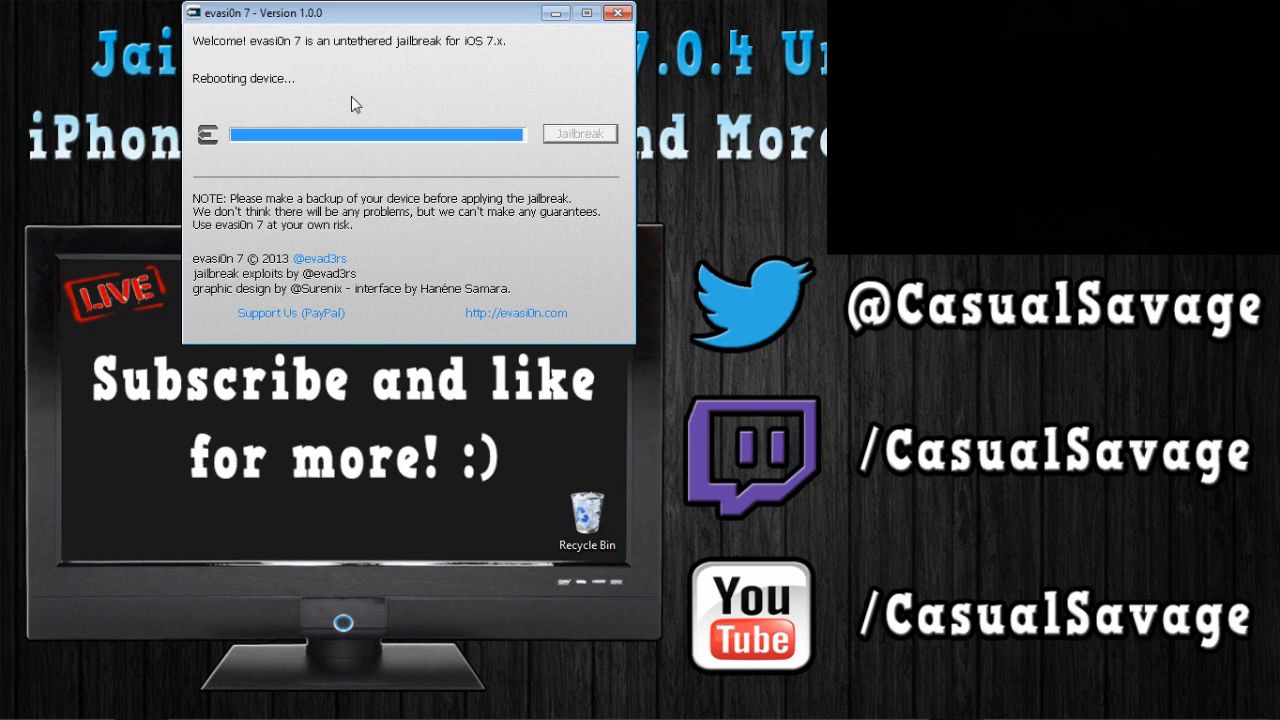 evasi0n 7 - Version 1.0.0
Welcome! evasi0n 7 is an untethered jailbreak for iOS 7.x.
Jai 7.0.4 U
Rebooting device...
iPhon nd More
Jailbreak
NOTE: Please make a backup of your device before applying the jailbreak.
We don't think there will be any problems, but we can't make any guarantees.
Use evasi0n 7 at your own risk.
evasi0n 7 © 2013 @evad3rs
jailbreak exploits by @evad3rs
graphic design by @Surenix - interface by Hanéne Samara.
Support Us (PayPal) http://evasi0n.com
LIVE
@CasualSavage
Subscribe and like
for more! :)
/CasualSavage
Recycle Bin
You
Tube
/CasualSavage